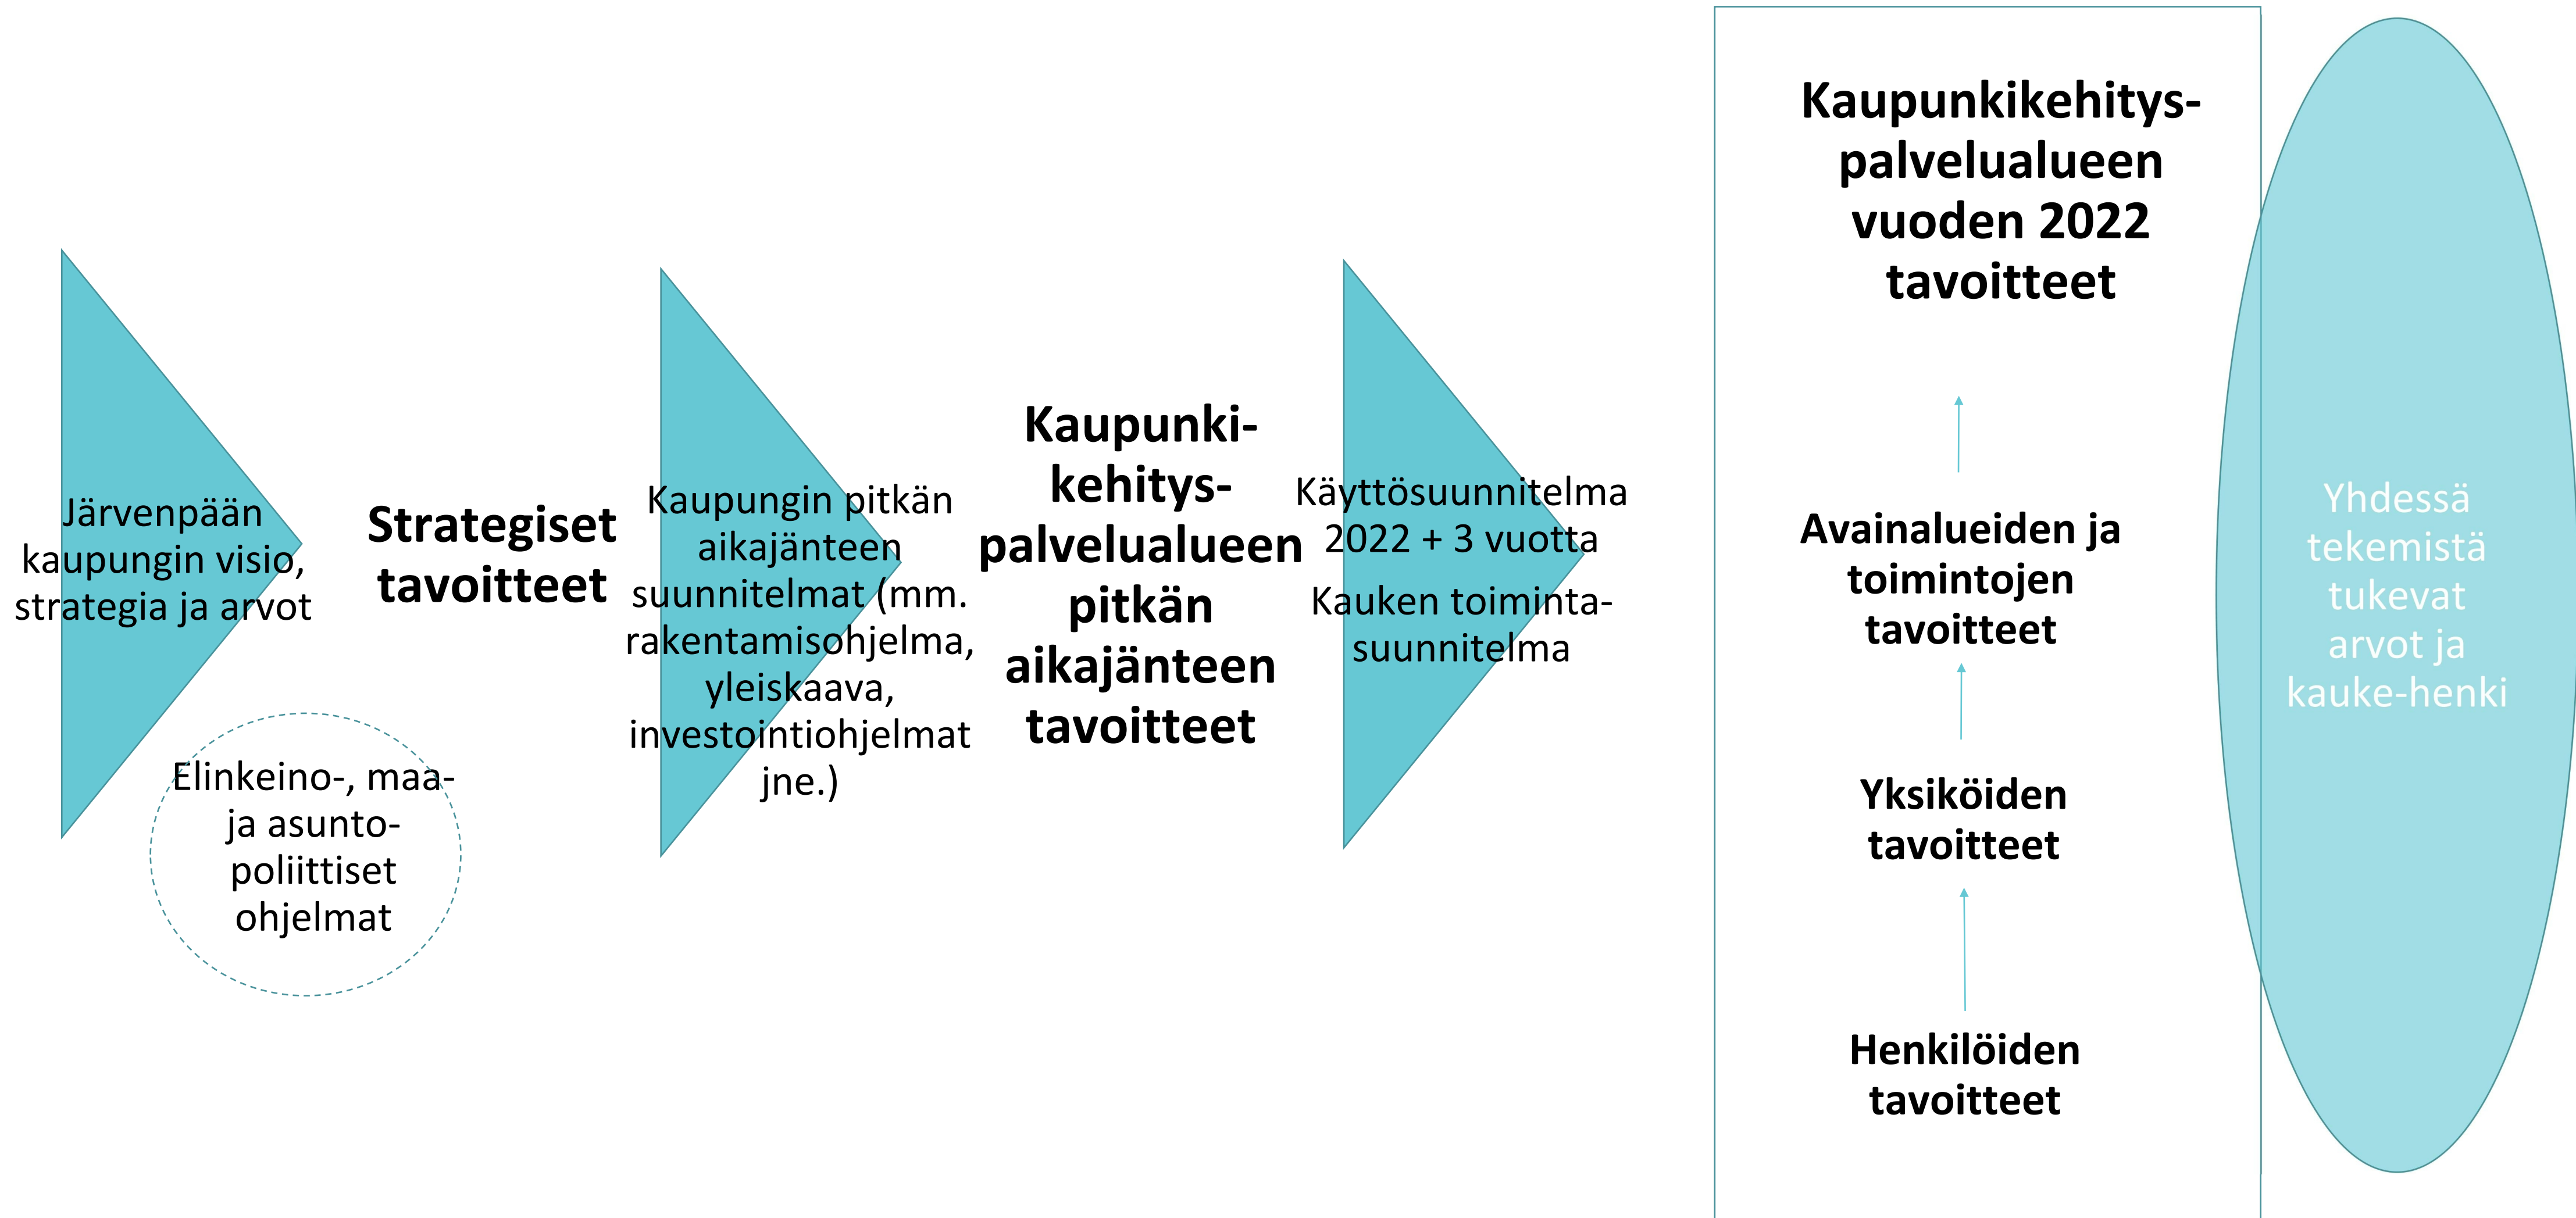 Järvenpään
kaupungin visio,
strategia ja arvot
Elinkeino-, maa-
ja asunto-
poliittiset
ohjelmat
Strategiset
tavoitteet
Kaupungin pitkän
aikajänteen
suunnitelmat (mm.
rakentamisohjelma,
yleiskaava,
investointiohjelmat
jne.)
Kaupunki-
kehitys-
palvelualueen
pitkän
aikajänteen
tavoitteet
Käyttösuunnitelma
2022 + 3 vuotta
Kauken toiminta-
suunnitelma
Kaupunkikehitys-
palvelualueen
vuoden 2022
tavoitteet
Avainalueiden ja
toimintojen
tavoitteet
Yksiköiden
tavoitteet
Henkilöiden
tavoitteet
Yhdessä
tekemistä
tukevat
arvot ja
kauke-henki